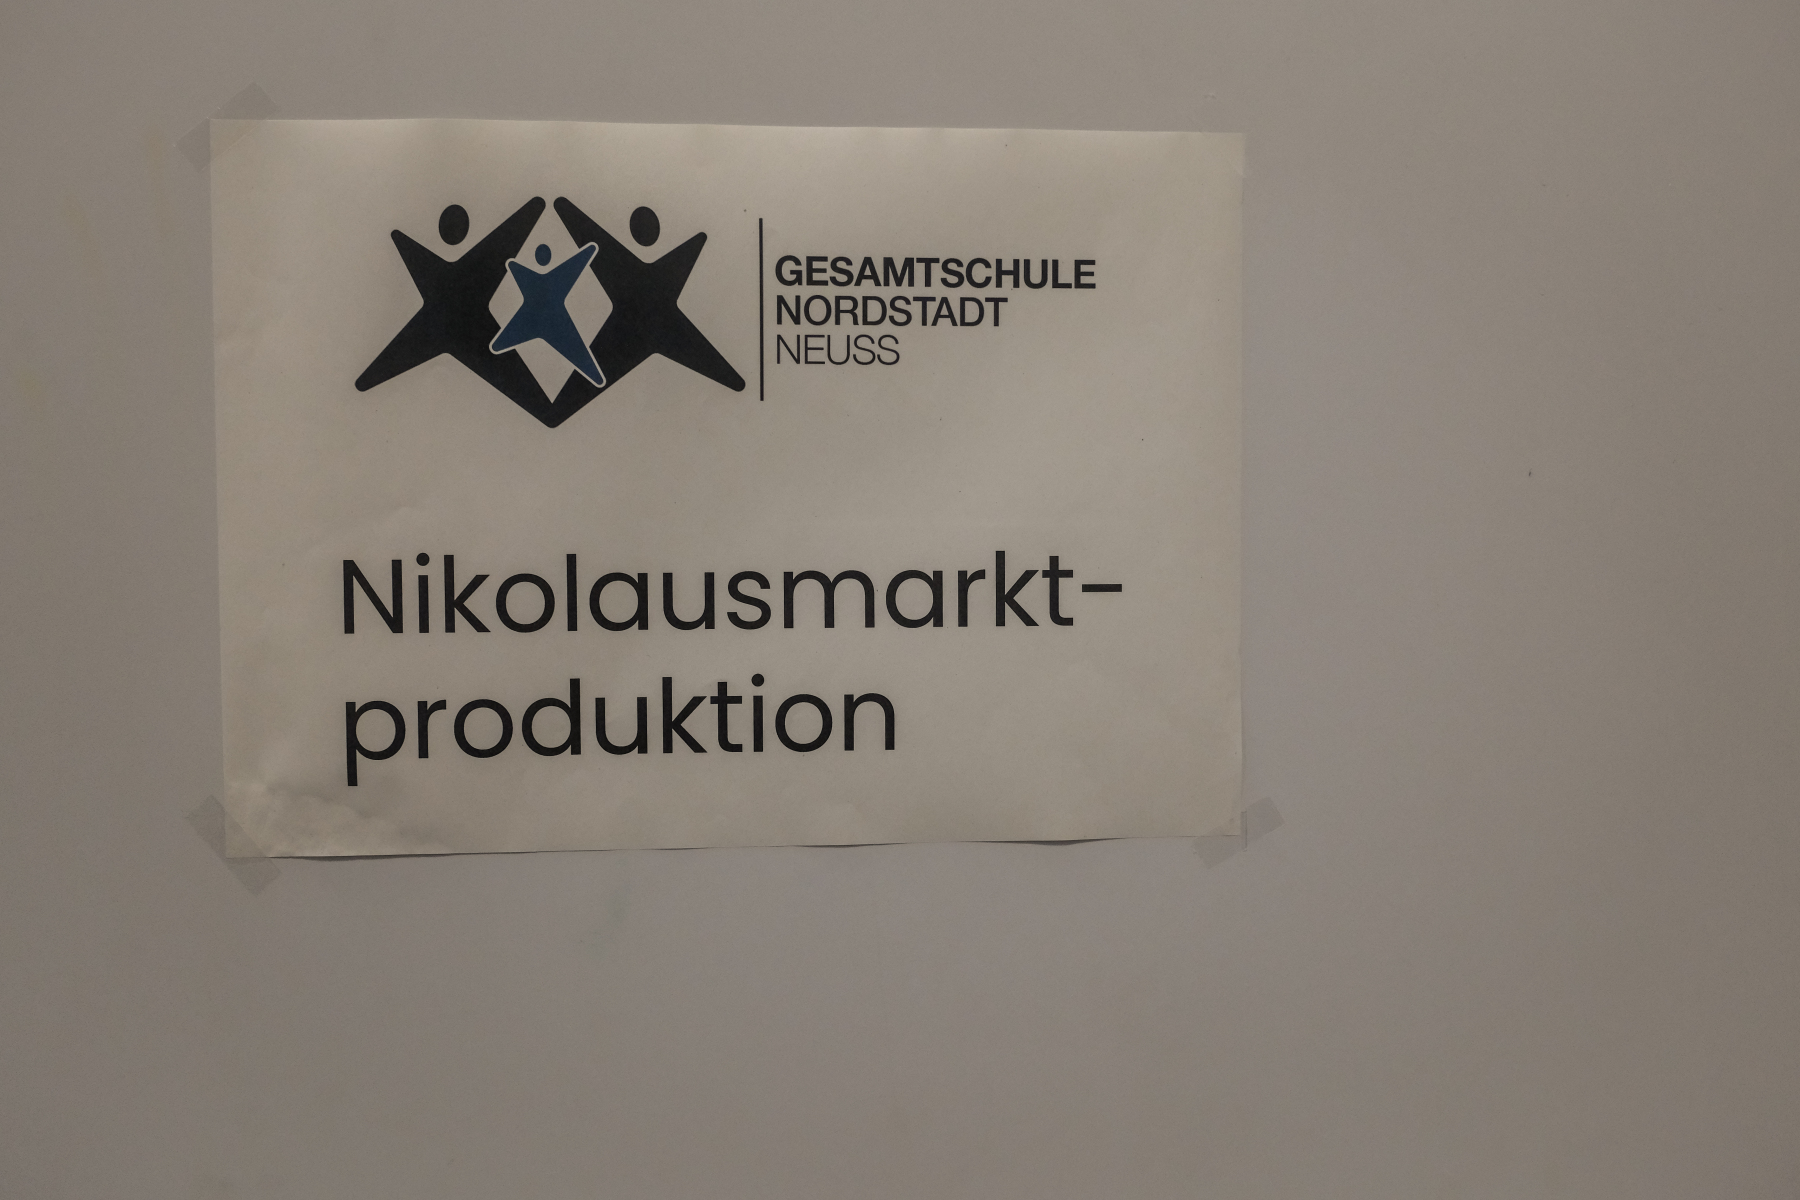 GESAMTSCHULE
NORDSTADT
NEUSS
Nikolausmarkt-
produktion